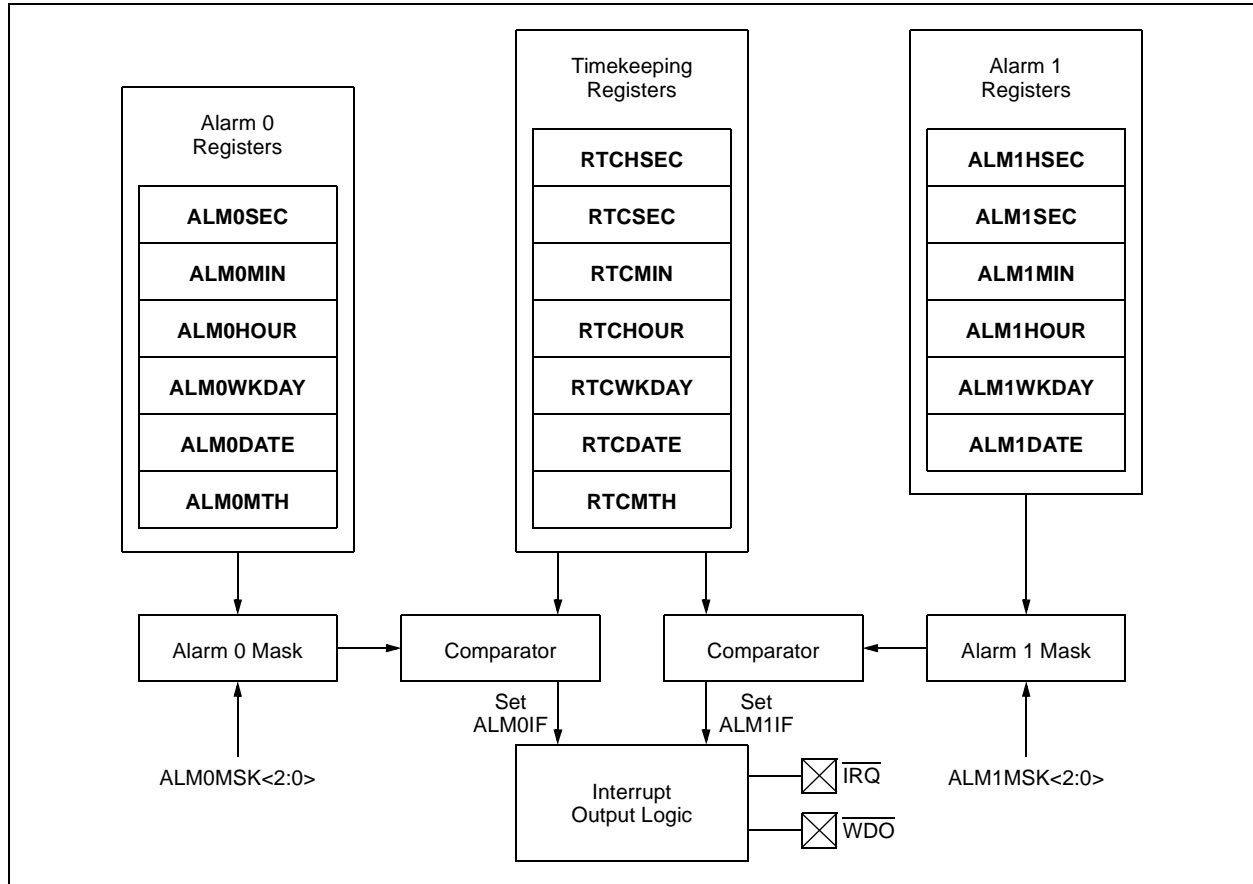 Alarm 0
Registers
ALM0SEC
ALM0MIN
ALM0HOUR
ALM0WKDAY
ALM0DATE
ALM0MTH
Timekeeping
Registers
RTCHSEC
RTCSEC
RTCMIN
RTCHOUR
RTCWKDAY
RTCDATE
RTCMTH
Alarm 1
Registers
ALM1HSEC
ALM1SEC
ALM1MIN
ALM1HOUR
ALM1WKDAY
ALM1DATE
Alarm 0 Mask
Comparator
Comparator
Alarm 1 Mask
Set
ALM0IF
Set
ALM1IF
ALM0MSK<2:0>
ALM1MSK<2:0>
Interrupt
Output Logic
IRQ
WDO